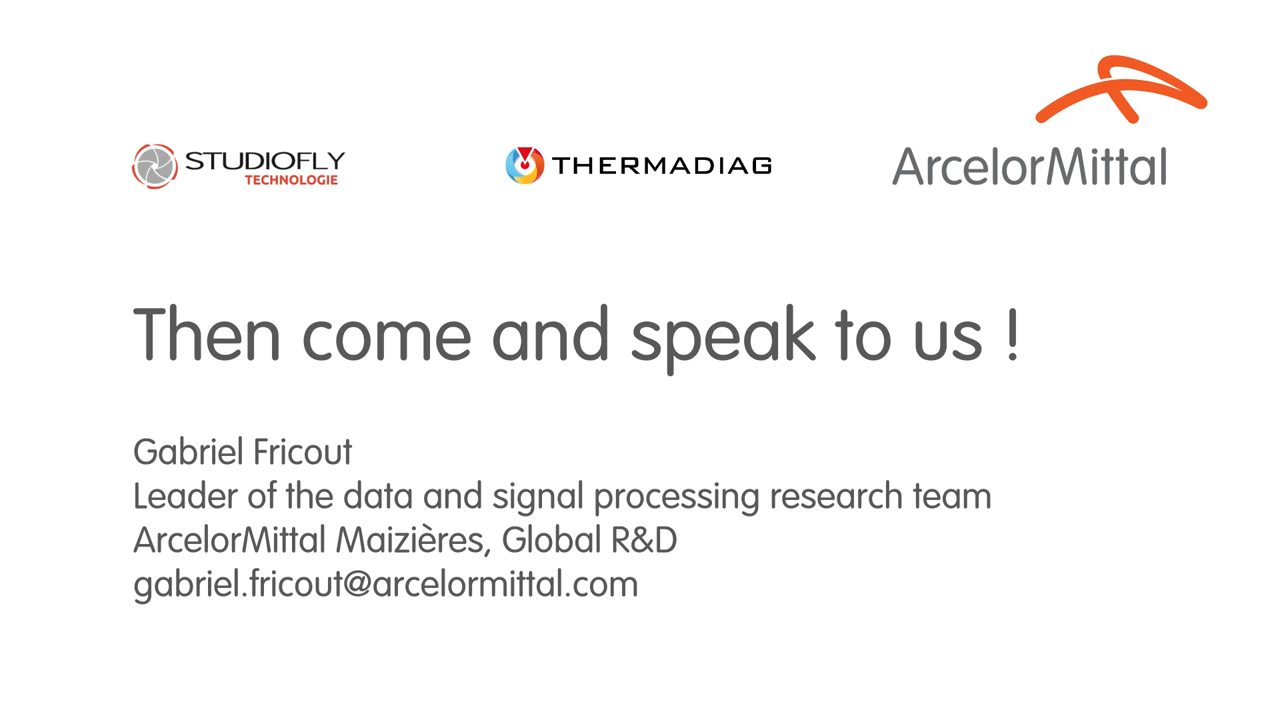 STUDIOFLY
TECHNOLOGIE
THERMADIAG
ArcelorMittal
Then come and speak to us !
Gabriel Fricout
Leader of the data and signal processing research team
ArcelorMittal Maizières, Global R&D
gabriel.fricout@arcelormittal.com